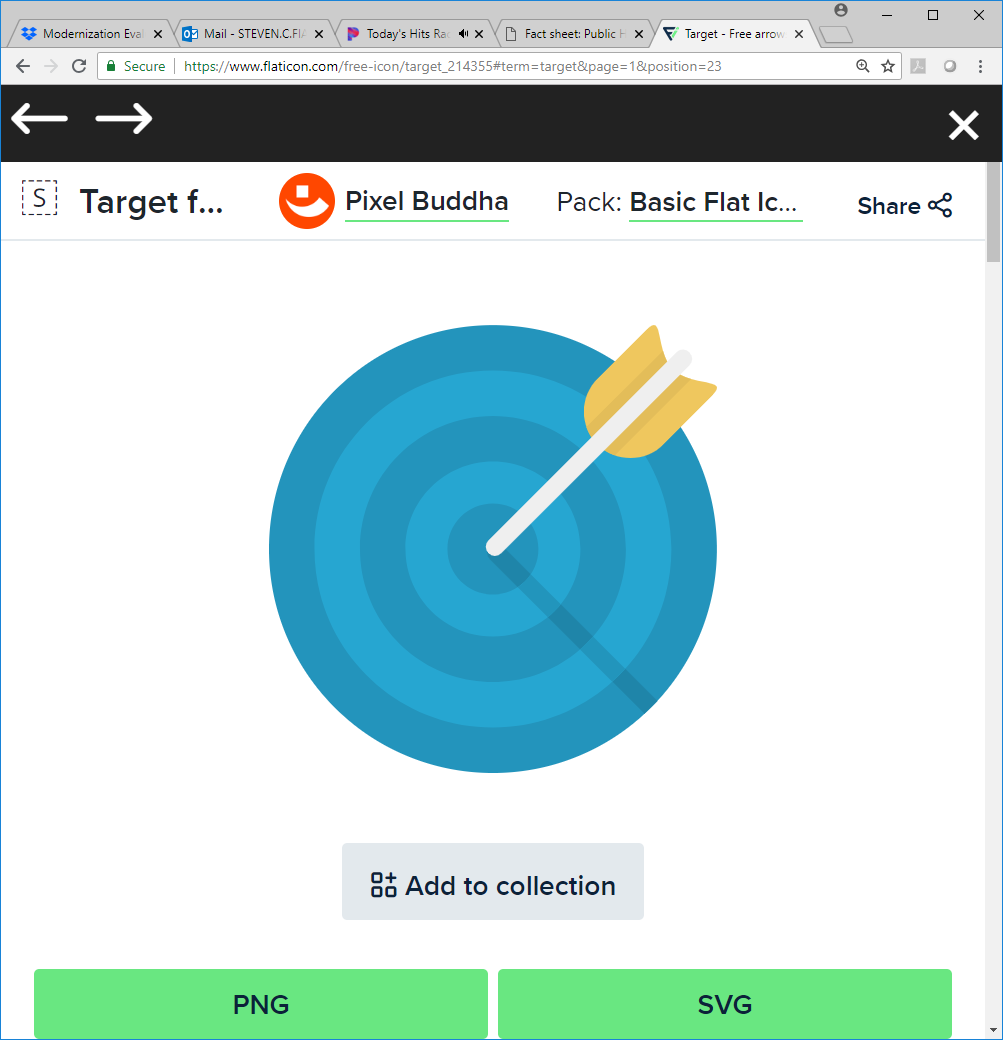 Modernization Eval
Mail - STEVEN.C.FIA
Today's Hits Rad
Fact sheet: Public H
Target - Free arrow
Secure
https://www.flaticon.com/free-icon/target_214355#term=target&page=1&position=23
S
Target f...
Pixel Buddha
Pack: Basic Flat Ic...
Share
Add to collection
PNG
SVG